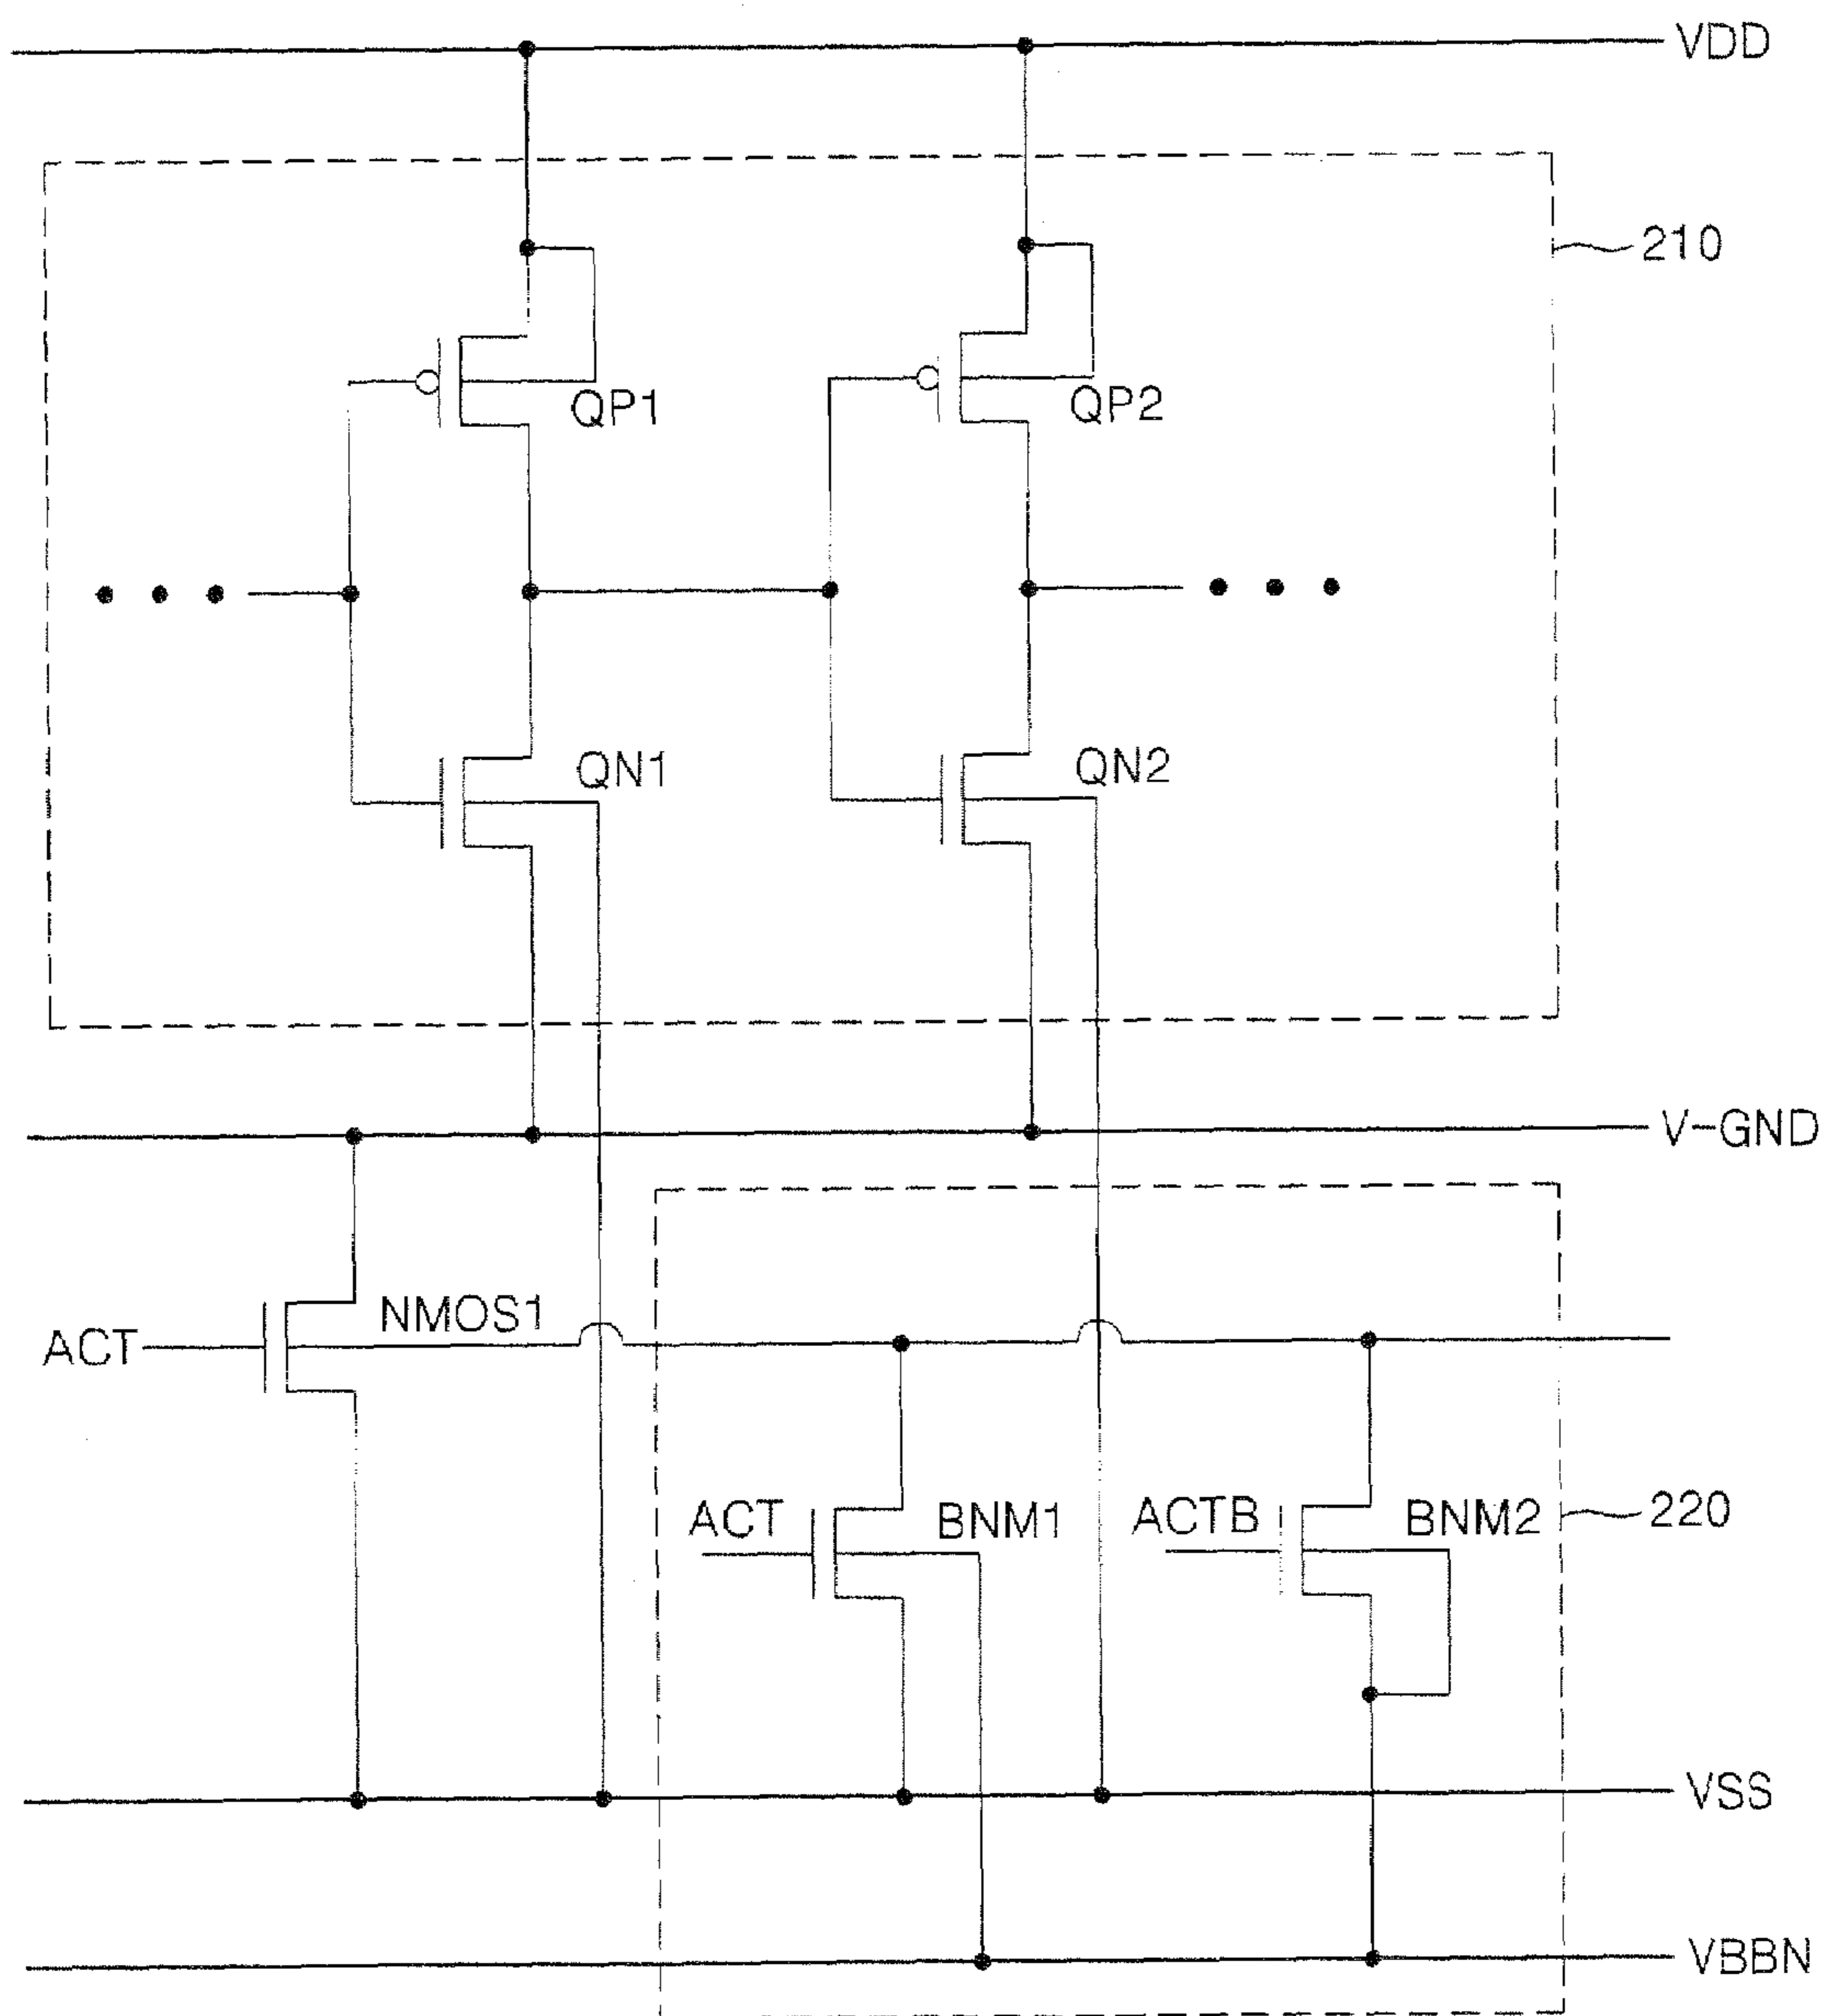 VDD
210
QP1
QP2
QN1
QN2
V-GND
NMOS1
ACT
ACT
BNM1
ACTB
BNM2
220
VSS
VBBN